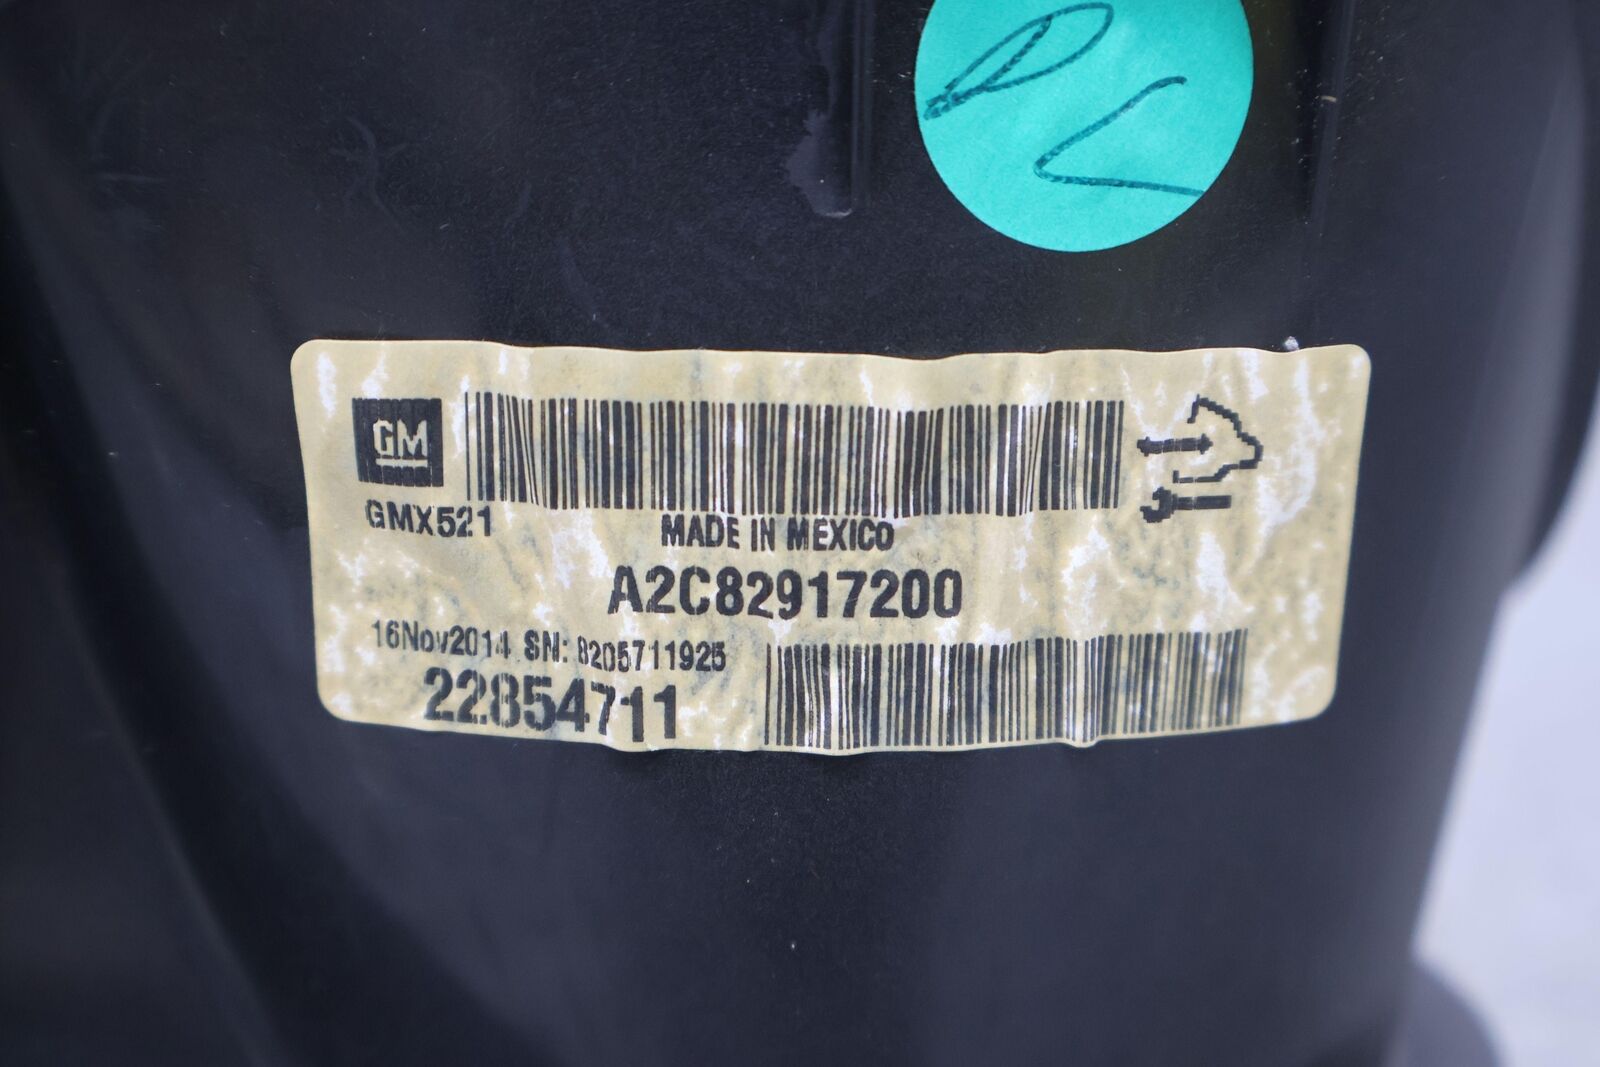 GM
GMX521
MADE IN MEXICO
A2C82917200
16Nov2014 SN: 8205711925
22854711